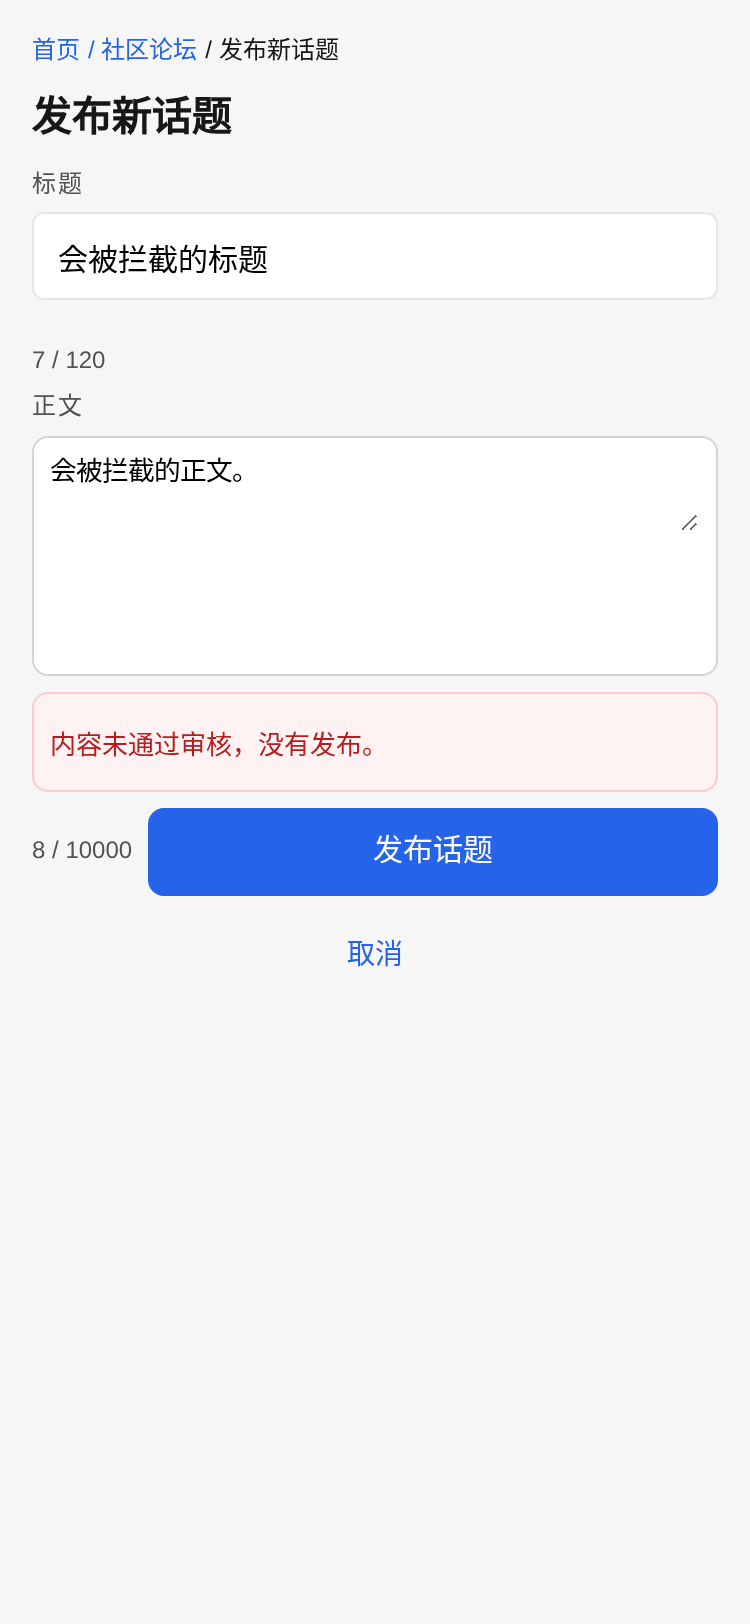 首页 / 社区论坛 / 发布新话题
发布新话题
标题
会被拦截的标题
7 / 120
正文
会被拦截的正文。
内容未通过审核，没有发布。
8 / 10000
发布话题
取消